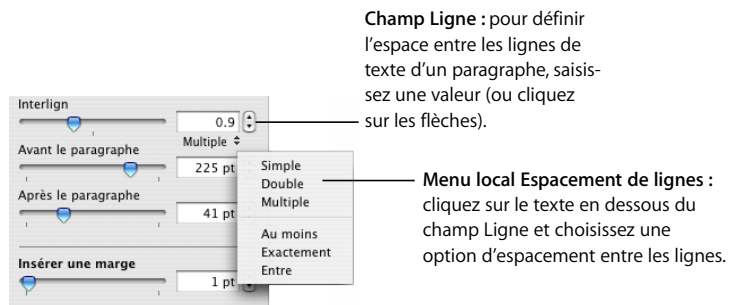 Champ Ligne : pour définir
l'espace entre les lignes de
texte d'un paragraphe, saisis-
sez une valeur (ou cliquez
sur les flèches).
Interlign
0.9
Multiple
Avant le paragraphe
225 pt
Après le paragraphe
41 pt
Insérer une marge
1 pt
Simple
Double
Multiple
Au moins
Exactement
Entre
Menu local Espacement de lignes :
cliquez sur le texte en dessous du
champ Ligne et choisissez une
option d'espacement entre les lignes.